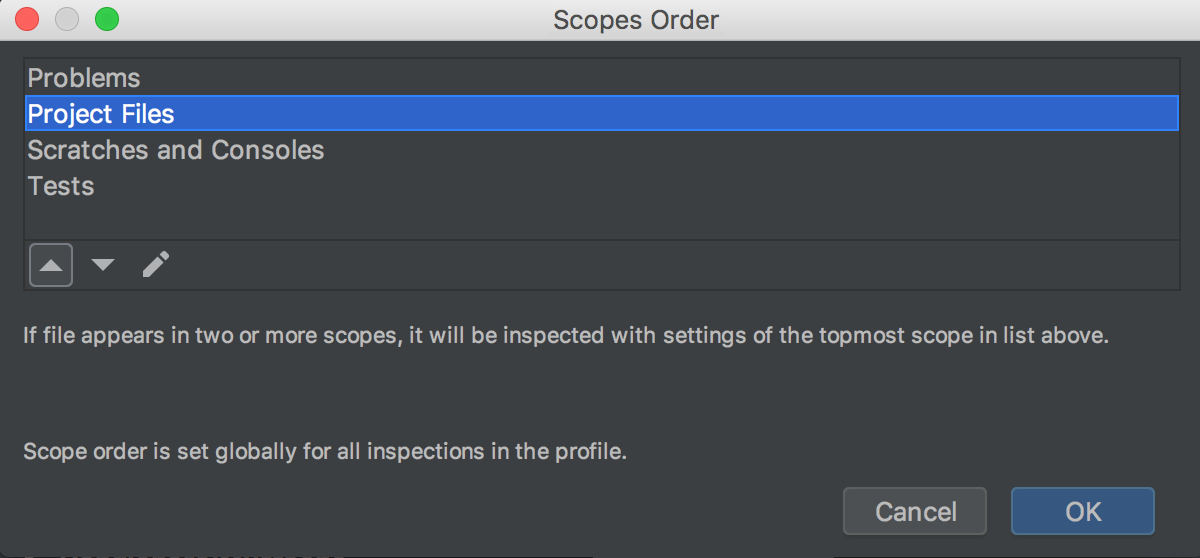 Scopes Order
Problems
Project Files
Scratches and Consoles
Tests
If file appears in two or more scopes, it will be inspected with settings of the topmost scope in list above.
Scope order is set globally for all inspections in the profile.
Cancel
OK